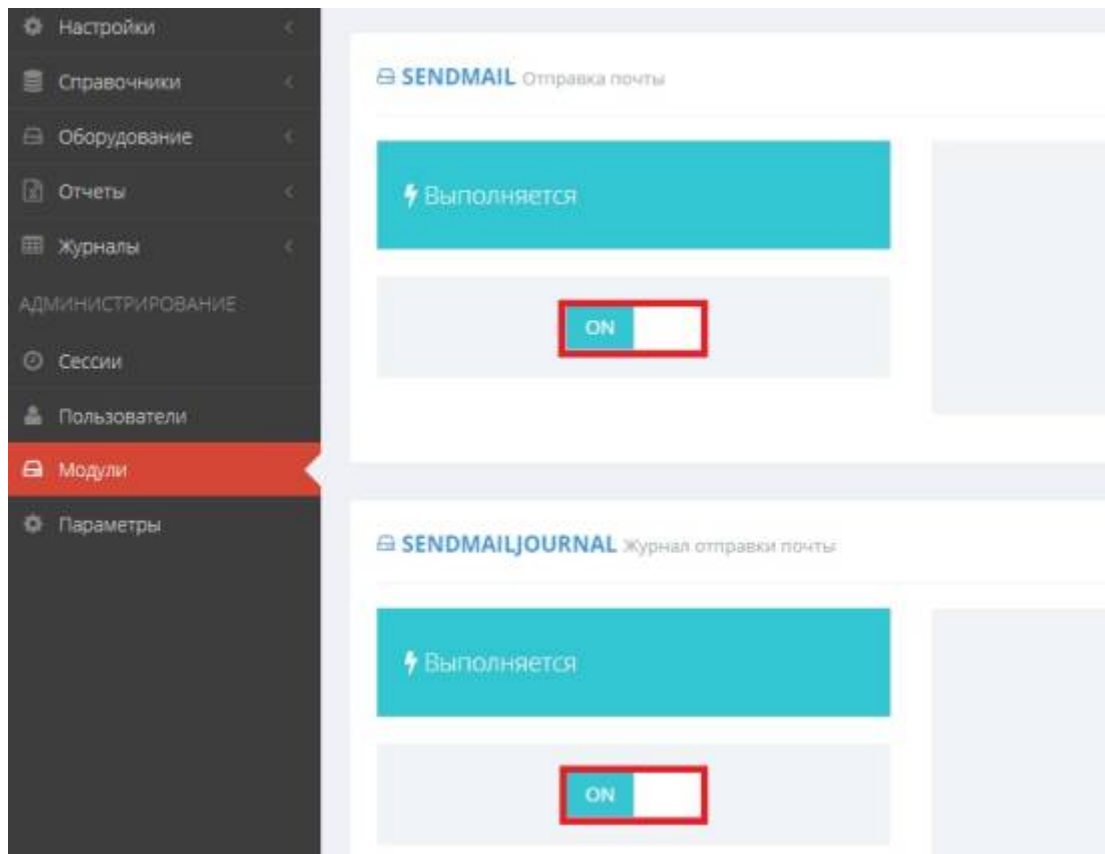 Настройки
Справочники
Оборудование
Отчеты
Журналы
АДМИНИСТРИРОВАНИЕ
Сессии
Пользователи
Модули
Параметры
SENDMAIL Отправка почты
Выполняется
ON
SENDMAILJOURNAL Журнал отправки почты
Выполняется
ON